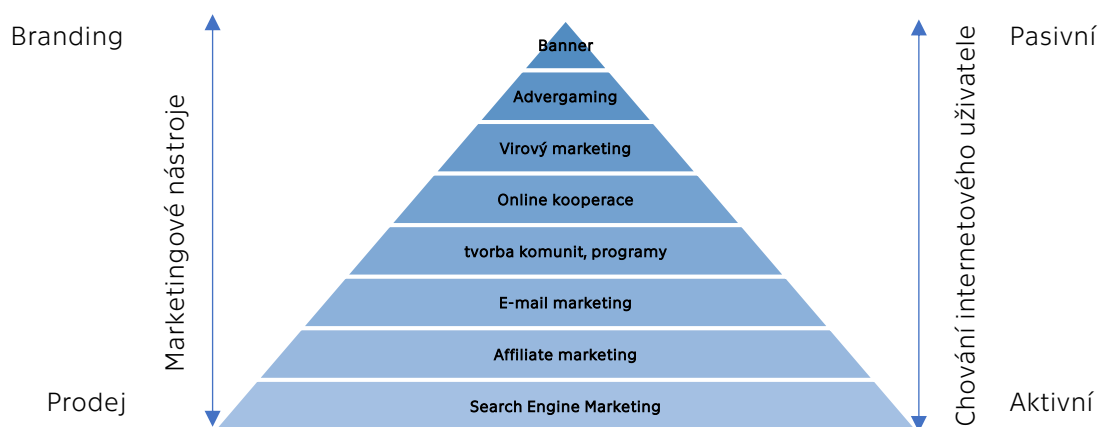 Branding
Marketingové nástroje
Prodej
Banner
Advergaming
Virový marketing
Online kooperace
tvorba komunit, programy
E-mail marketing
Affiliate marketing
Search Engine Marketing
Chování internetového uživatele
Pasivní
Aktivní